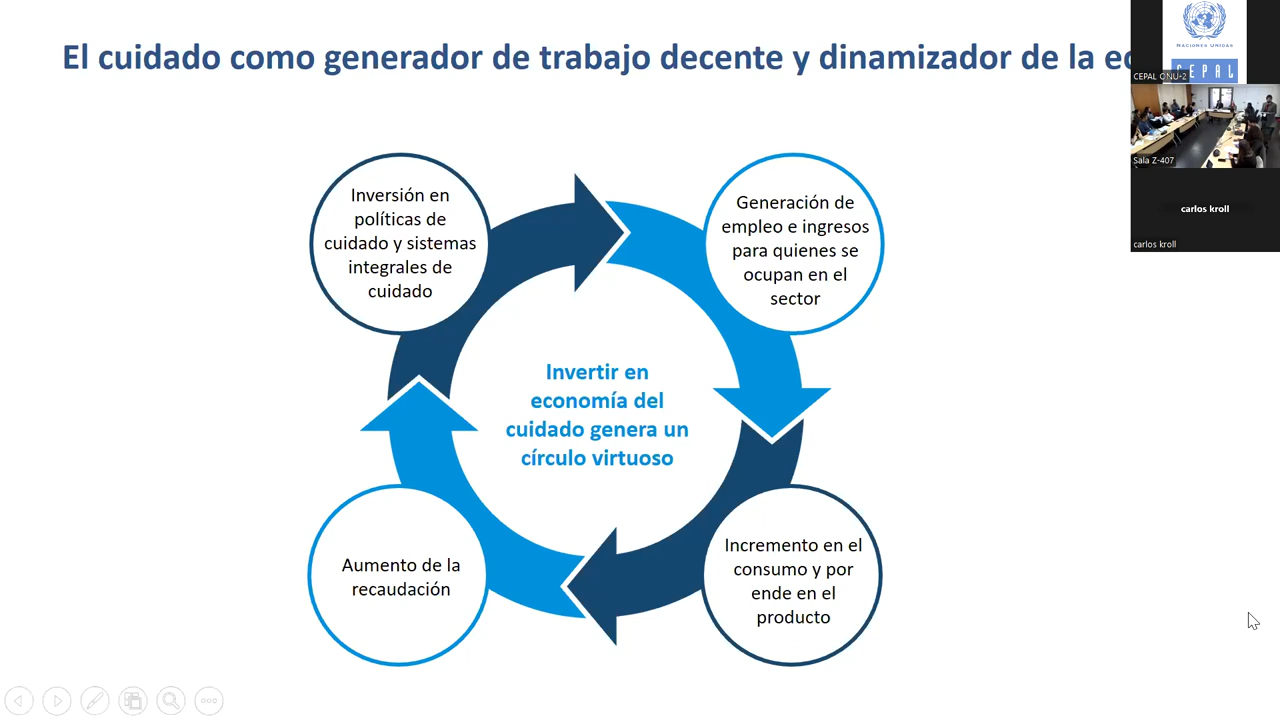 El cuidado como generador de trabajo decente y dinamizador de la ec
NACIONES UNIDAS
CEPAL
CEPAL ONU-2
Sala Z-407
carlos kroll
carlos kroll
Inversión en
políticas de
cuidado y sistemas
integrales de
cuidado
Generación de
empleo e ingresos
para quienes se
ocupan en el
sector
Invertir en
economía del
cuidado genera un
círculo virtuoso
Aumento de la
recaudación
Incremento en el
consumo y por
ende en el
producto